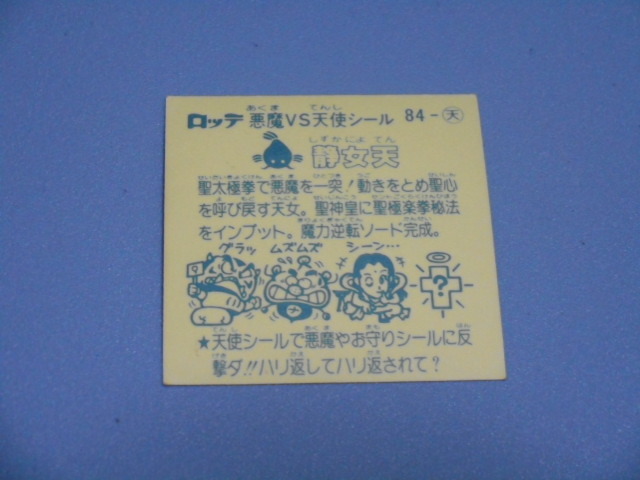 ロッテ 悪魔VS天使シール 84-天
静女天
聖太極拳で悪魔を一突!動きをとめ聖心
を呼び戻す天女。聖神皇に聖極楽拳秘法
をインプット。魔力逆転ソード完成。
グラッ ムズムズ シーン…
?
★天使シールで悪魔やお守りシールに反
撃ダ!!ハリ返してハリ返されて?